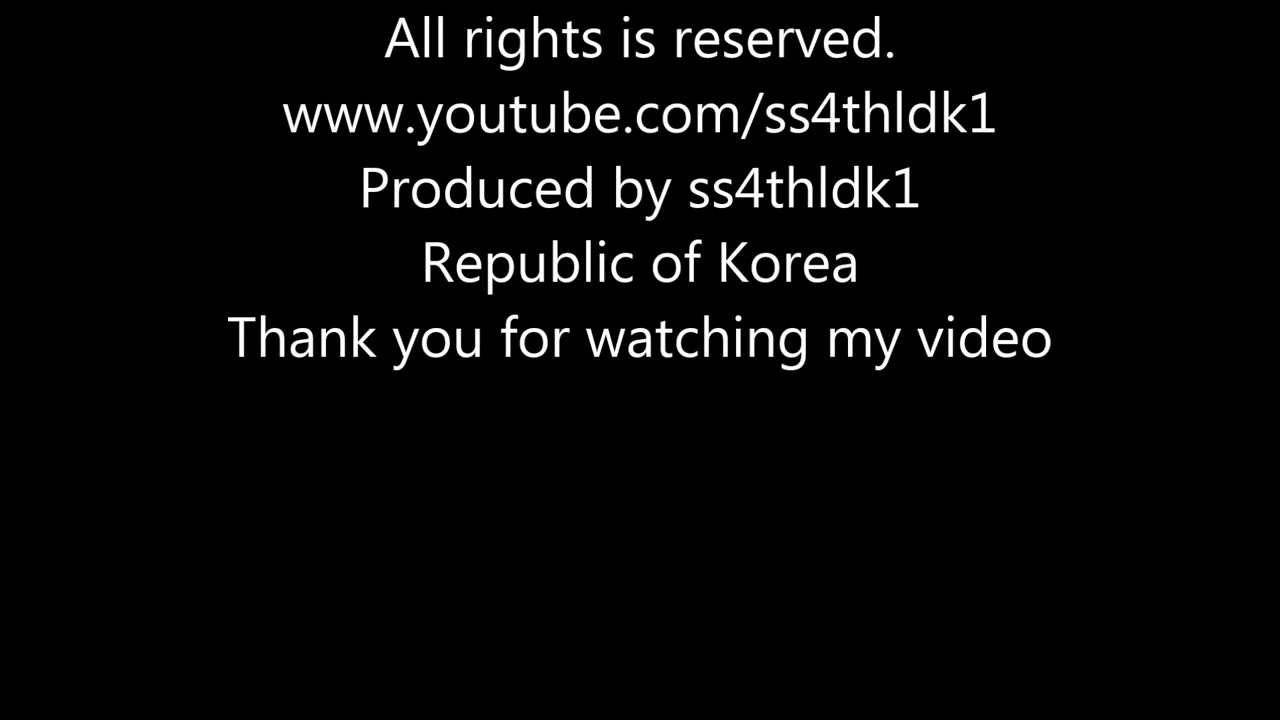 All rights is reserved.
www.youtube.com/ss4thldk1
Produced by ss4thldk1
Republic of Korea
Thank you for watching my video